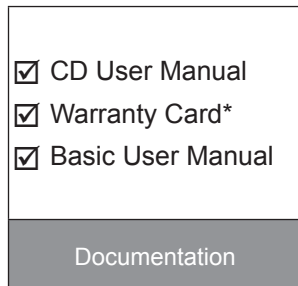 ☑ CD User Manual
☑ Warranty Card*
☑ Basic User Manual
Documentation